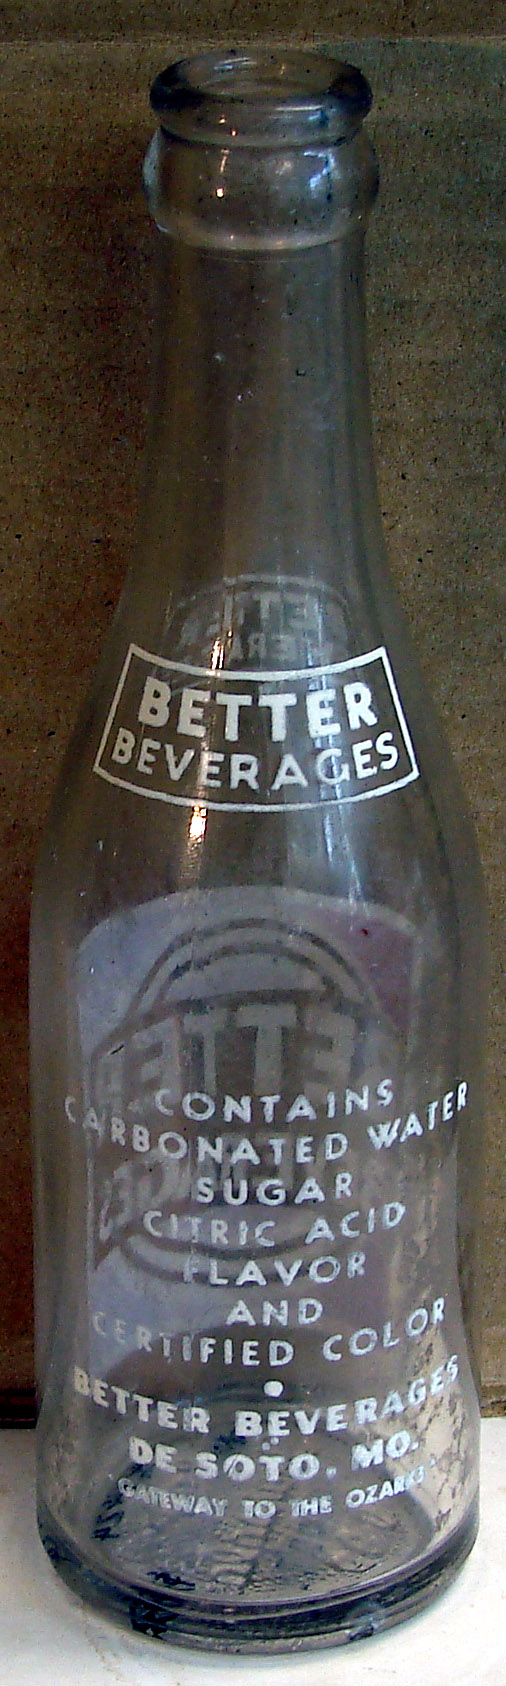 BETTER
BEVERAGES
CONTAINS
CARBONATED WATER
SUGAR
CITRIC ACID
FLAVOR
AND
CERTIFIED COLOR
BETTER BEVERAGES
DE SOTO, MO.
"GATEWAY TO THE OZARKS"